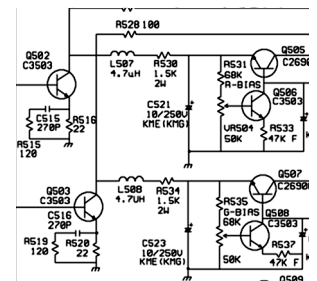 R528 100
Q502
C3503
L507
4.7uH
R530
1.5K
2W
R531
68K
R-BIAS
Q505
C2690
Q506
C3503
C521
10/250V
KME(KMG)
VR504
50K
R533
47K F
C515
270P
R516
22
R515
120
Q503
C3503
L508
4.7UH
R534
1.5K
2W
R535
G-BIAS
68K
Q507
Q508
C3503
C516
270P
R519
120
R520
22
C523
10/250V
KME(KMG)
50K
R537
47K F
Q509